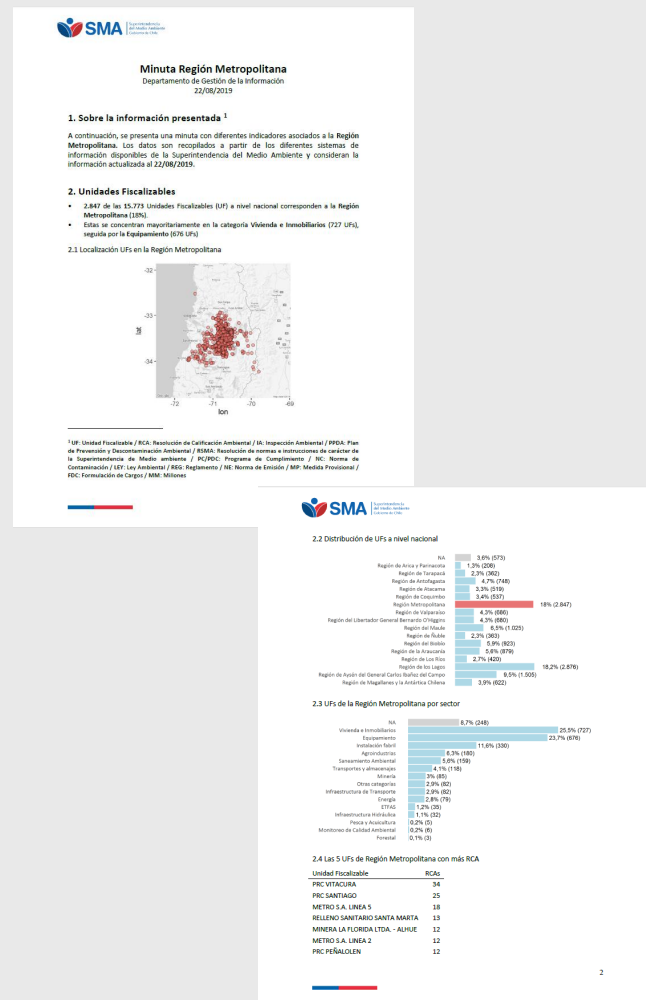 SMA
Superintendencia
del Medio Ambiente
Gobierno de Chile
Minuta Región Metropolitana
Departamento de Gestión de la Información
22/08/2019
1. Sobre la información presentada 1
A continuación, se presenta una minuta con diferentes indicadores asociados a la Región
Metropolitana. Los datos son recopilados a partir de los diferentes sistemas de
información disponibles de la Superintendencia del Medio Ambiente y consideran la
información actualizada al 22/08/2019.
2. Unidades Fiscalizables
• 2.847 de las 15.773 Unidades Fiscalizables (UF) a nivel nacional corresponden a la Región
Metropolitana (18%).
• Estas se concentran mayoritariamente en la categoría Vivienda e Inmobiliarios (727 UFs),
seguida por la Equipamiento (676 UFs)
2.1 Localización UFs en la Región Metropolitana
-32
-33
-34
lat
-72 -71 -70 -69
lon
1 UF: Unidad Fiscalizable / RCA: Resolución de Calificación Ambiental / IA: Inspección Ambiental / PPDA: Plan
de Prevención y Descontaminación Ambiental / RSMA: Resolución de normas e instrucciones de carácter de
la Superintendencia de Medio ambiente / PC/PDC: Programa de Cumplimiento / NC: Norma de
Contaminación / LEY: Ley Ambiental / REG: Reglamento / NE: Norma de Emisión / MP: Medida Provisional /
FDC: Formulación de Cargos / MM: Millones
SMA
Superintendencia
del Medio Ambiente
Gobierno de Chile
2.2 Distribución de UFs a nivel nacional
NA 3,6% (573)
Región de Arica y Parinacota 1,3% (208)
Región de Tarapacá 2,3% (362)
Región de Antofagasta 4,7% (748)
Región de Atacama 3,3% (519)
Región de Coquimbo 3,4% (537)
Región Metropolitana 18% (2.847)
Región de Valparaíso 4,3% (686)
Región del Libertador General Bernardo O'Higgins 4,3% (680)
Región del Maule 6,5% (1.025)
Región de Ñuble 2,3% (363)
Región del Biobío 5,9% (923)
Región de la Araucanía 5,6% (879)
Región de Los Ríos 2,7% (420)
Región de los Lagos 18,2% (2.876)
Región de Aysén del General Carlos Ibañez del Campo 9,5% (1.505)
Región de Magallanes y la Antártica Chilena 3,9% (622)
2.3 UFs de la Región Metropolitana por sector
NA 8,7% (248)
Vivienda e Inmobiliarios 25,5% (727)
Equipamiento 23,7% (676)
Instalación fabril 11,6% (330)
Agroindustrias 6,3% (180)
Saneamiento Ambiental 5,6% (159)
Transportes y almacenajes 4,1% (118)
Minería 3% (85)
Otras categorías 2,9% (82)
Infraestructura de Transporte 2,9% (82)
Energía 2,8% (79)
ETFAS 1,2% (35)
Infraestructura Hidráulica 1,1% (32)
Pesca y Acuicultura 0,2% (5)
Monitoreo de Calidad Ambiental 0,2% (6)
Forestal 0,1% (3)
2.4 Las 5 UFs de Región Metropolitana con más RCA
Unidad Fiscalizable RCAs
PRC VITACURA 34
PRC SANTIAGO 25
METRO S.A. LINEA 5 18
RELLENO SANITARIO SANTA MARTA 13
MINERA LA FLORIDA LTDA. - ALHUE 12
METRO S.A. LINEA 2 12
PRC PEÑALOLEN 12
2